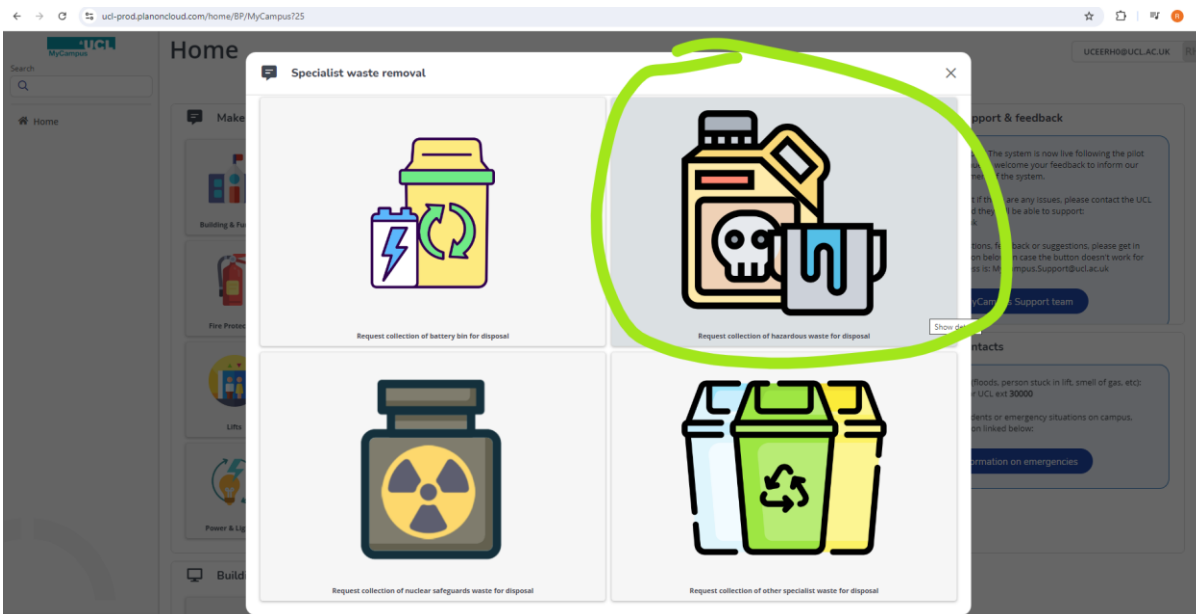 ucl-prod.planoncloud.com/home/BP/MyCampus?25
R
UCL
MyCampus
Search
Home
Home
UCEERH0@UCL.AC.UK
RH
Specialist waste removal
Make
Building & Fu
Fire Protec
Lifts
Power & Lig
Build
Request collection of battery bin for disposal
Request collection of hazardous waste for disposal
Show det
Request collection of nuclear safeguards waste for disposal
Request collection of other specialist waste for disposal
pport & feedback
The system is now live following the pilot
welcome your feedback to inform our
of the system.
if there are any issues, please contact the UCL
d they be able to support:
tions, feedback or suggestions, please get in
on below. In case the button doesn't work for
ss is: MyCampus.Support@ucl.ac.uk
MyCampus Support team
ntacts
(floods, person stuck in lift, smell of gas, etc):
r UCL ext 30000
dents or emergency situations on campus,
on linked below:
ormation on emergencies